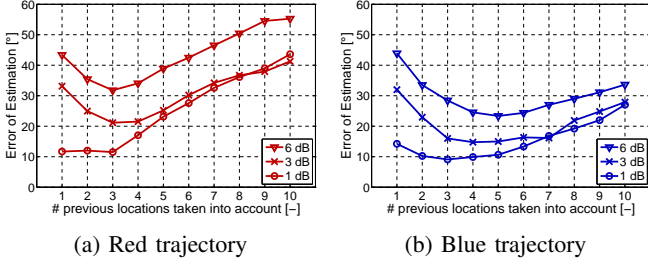 60
50
40
30
20
10
0
Error of Estimation [°]
1 2 3 4 5 6 7 8 9 10
# previous locations taken into account [−]
6 dB
3 dB
1 dB
(a) Red trajectory
60
50
40
30
20
10
0
Error of Estimation [°]
1 2 3 4 5 6 7 8 9 10
# previous locations taken into account [−]
6 dB
3 dB
1 dB
(b) Blue trajectory